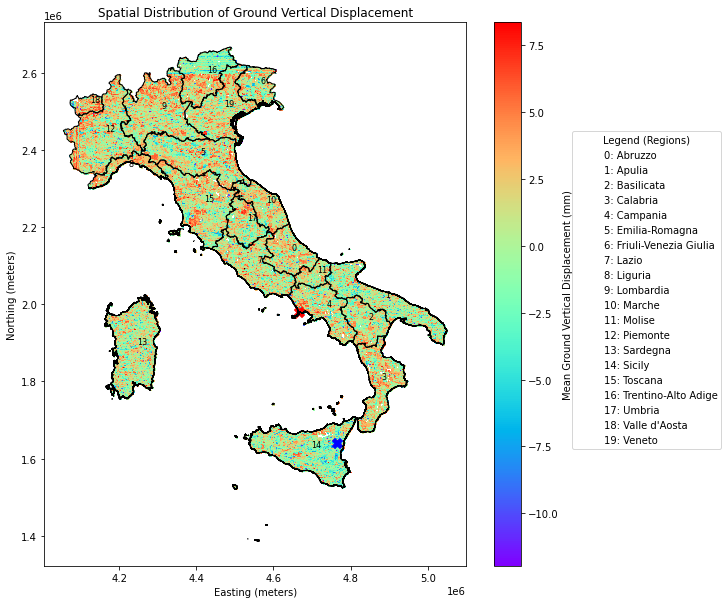 Spatial Distribution of Ground Vertical Displacement
1e6
2.6
2.4
2.2
2.0
1.8
1.6
1.4
Northing (meters)
16
6
18
9
19
12
5
15
10
17
0
7
11
1
4
2
13
3
14
4.2
4.4
4.6
4.8
5.0
1e6
Easting (meters)
7.5
5.0
2.5
0.0
−2.5
−5.0
−7.5
−10.0
Mean Ground Vertical Displacement (mm)
Legend (Regions)
0: Abruzzo
1: Apulia
2: Basilicata
3: Calabria
4: Campania
5: Emilia-Romagna
6: Friuli-Venezia Giulia
7: Lazio
8: Liguria
9: Lombardia
10: Marche
11: Molise
12: Piemonte
13: Sardegna
14: Sicily
15: Toscana
16: Trentino-Alto Adige
17: Umbria
18: Valle d'Aosta
19: Veneto